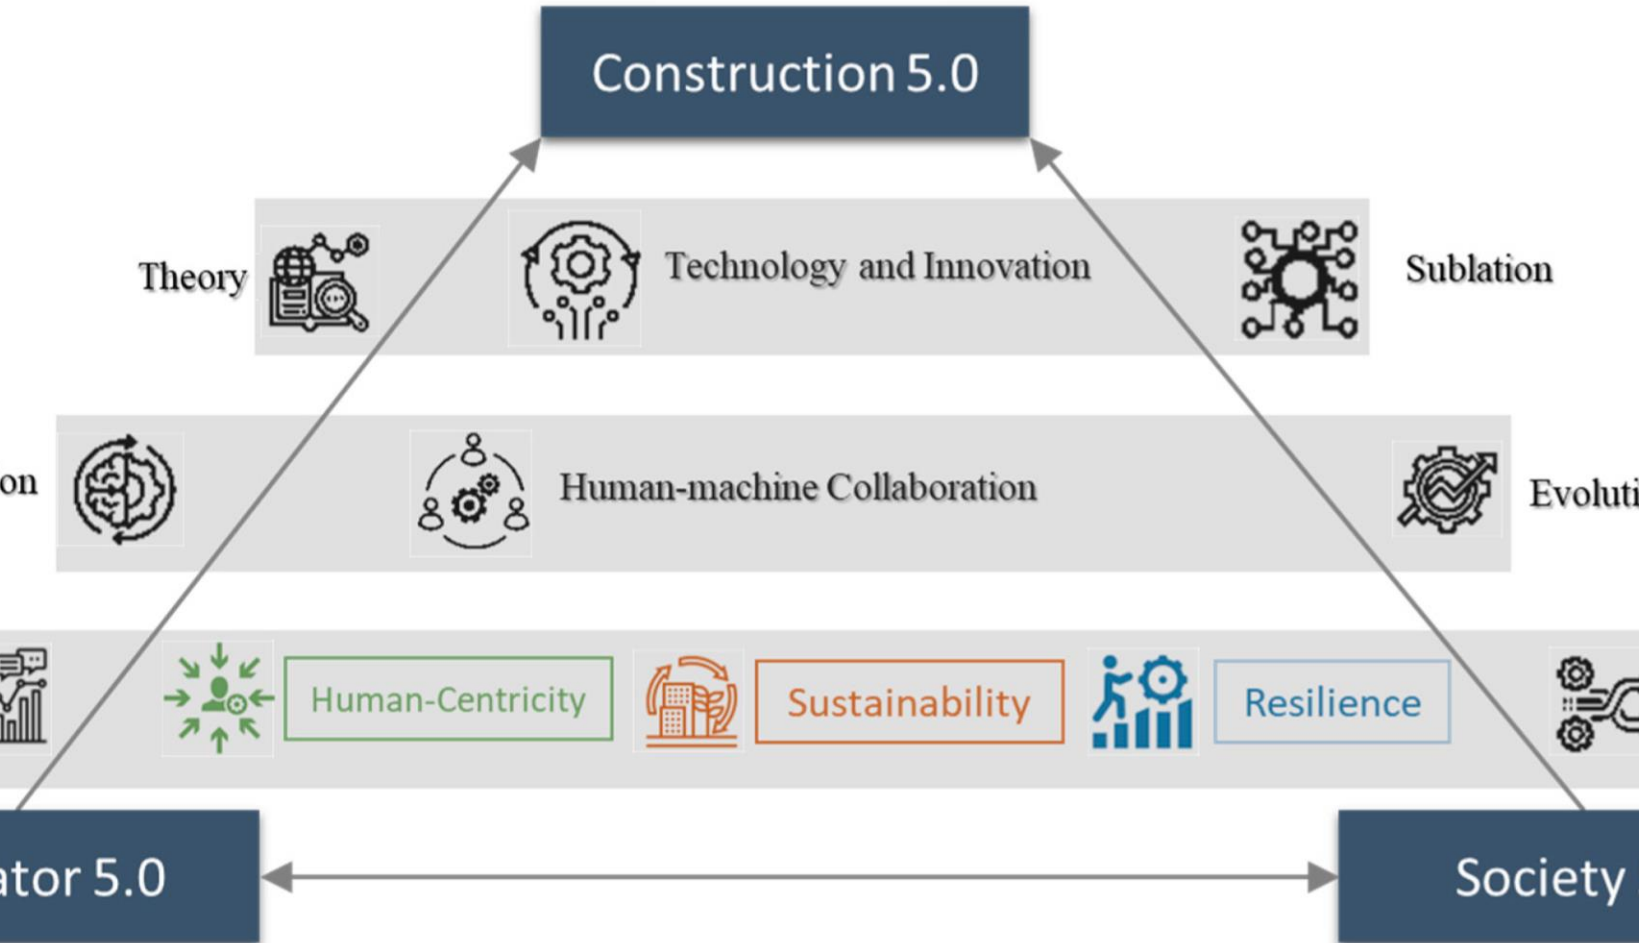 Construction 5.0
Theory
Technology and Innovation
Sublation
on
Human-machine Collaboration
Evoluti
Human-Centricity
Sustainability
Resilience
ator 5.0
Society